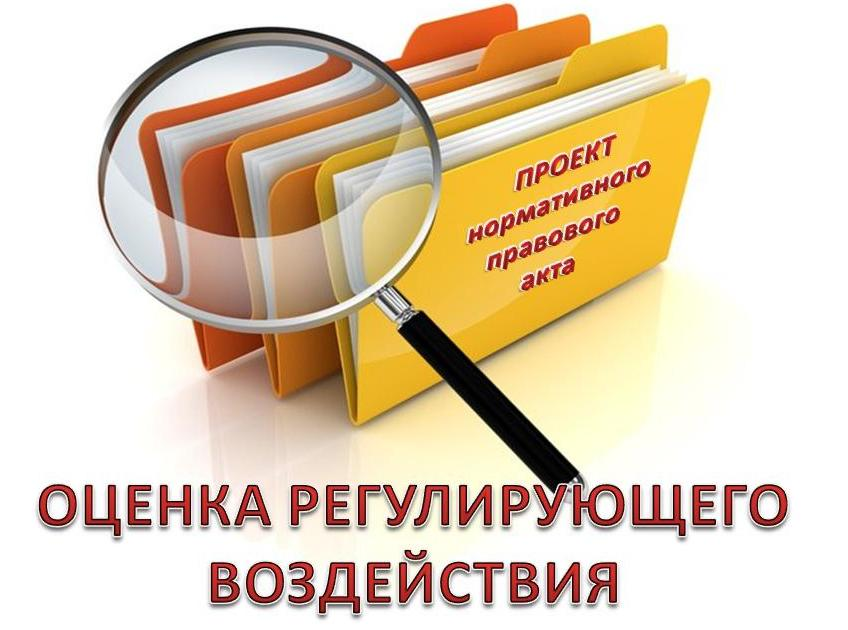 ПРОЕКТ
нормативного
правового
акта
ОЦЕНКА РЕГУЛИРУЮЩЕГО
ВОЗДЕЙСТВИЯ